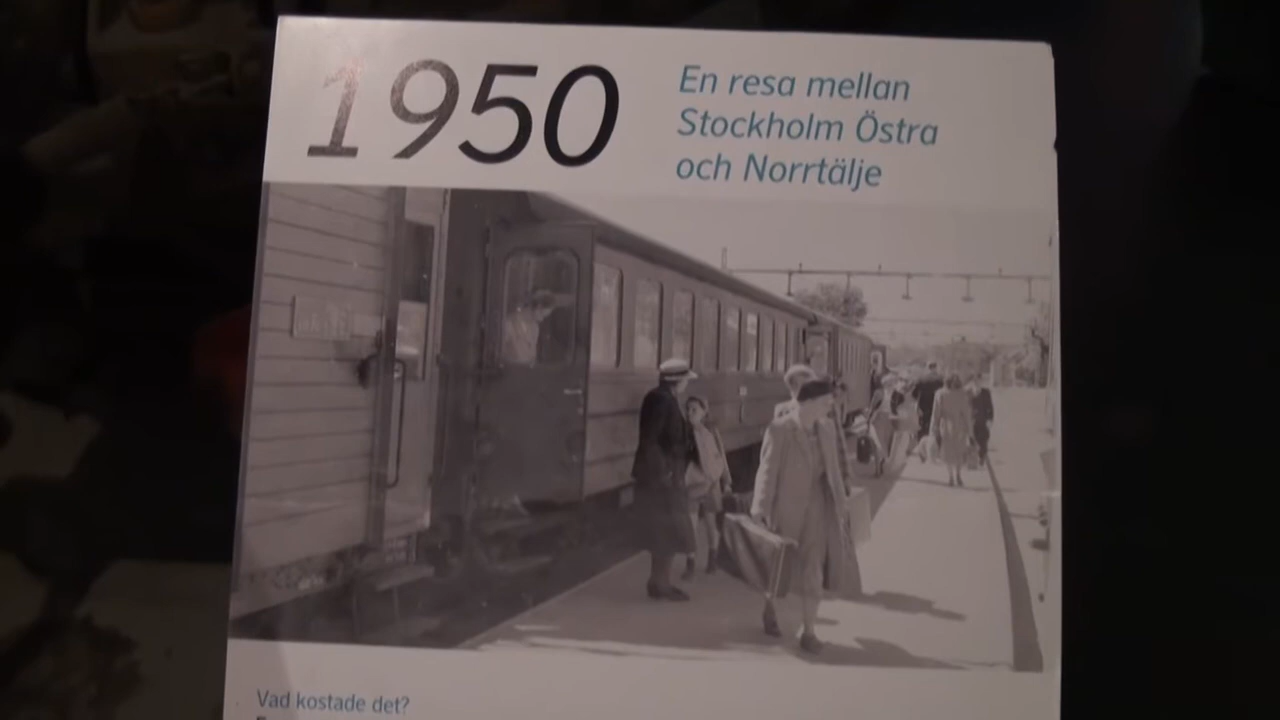 1950
En resa mellan
Stockholm Östra
och Norrtälje
Vad kostade det?